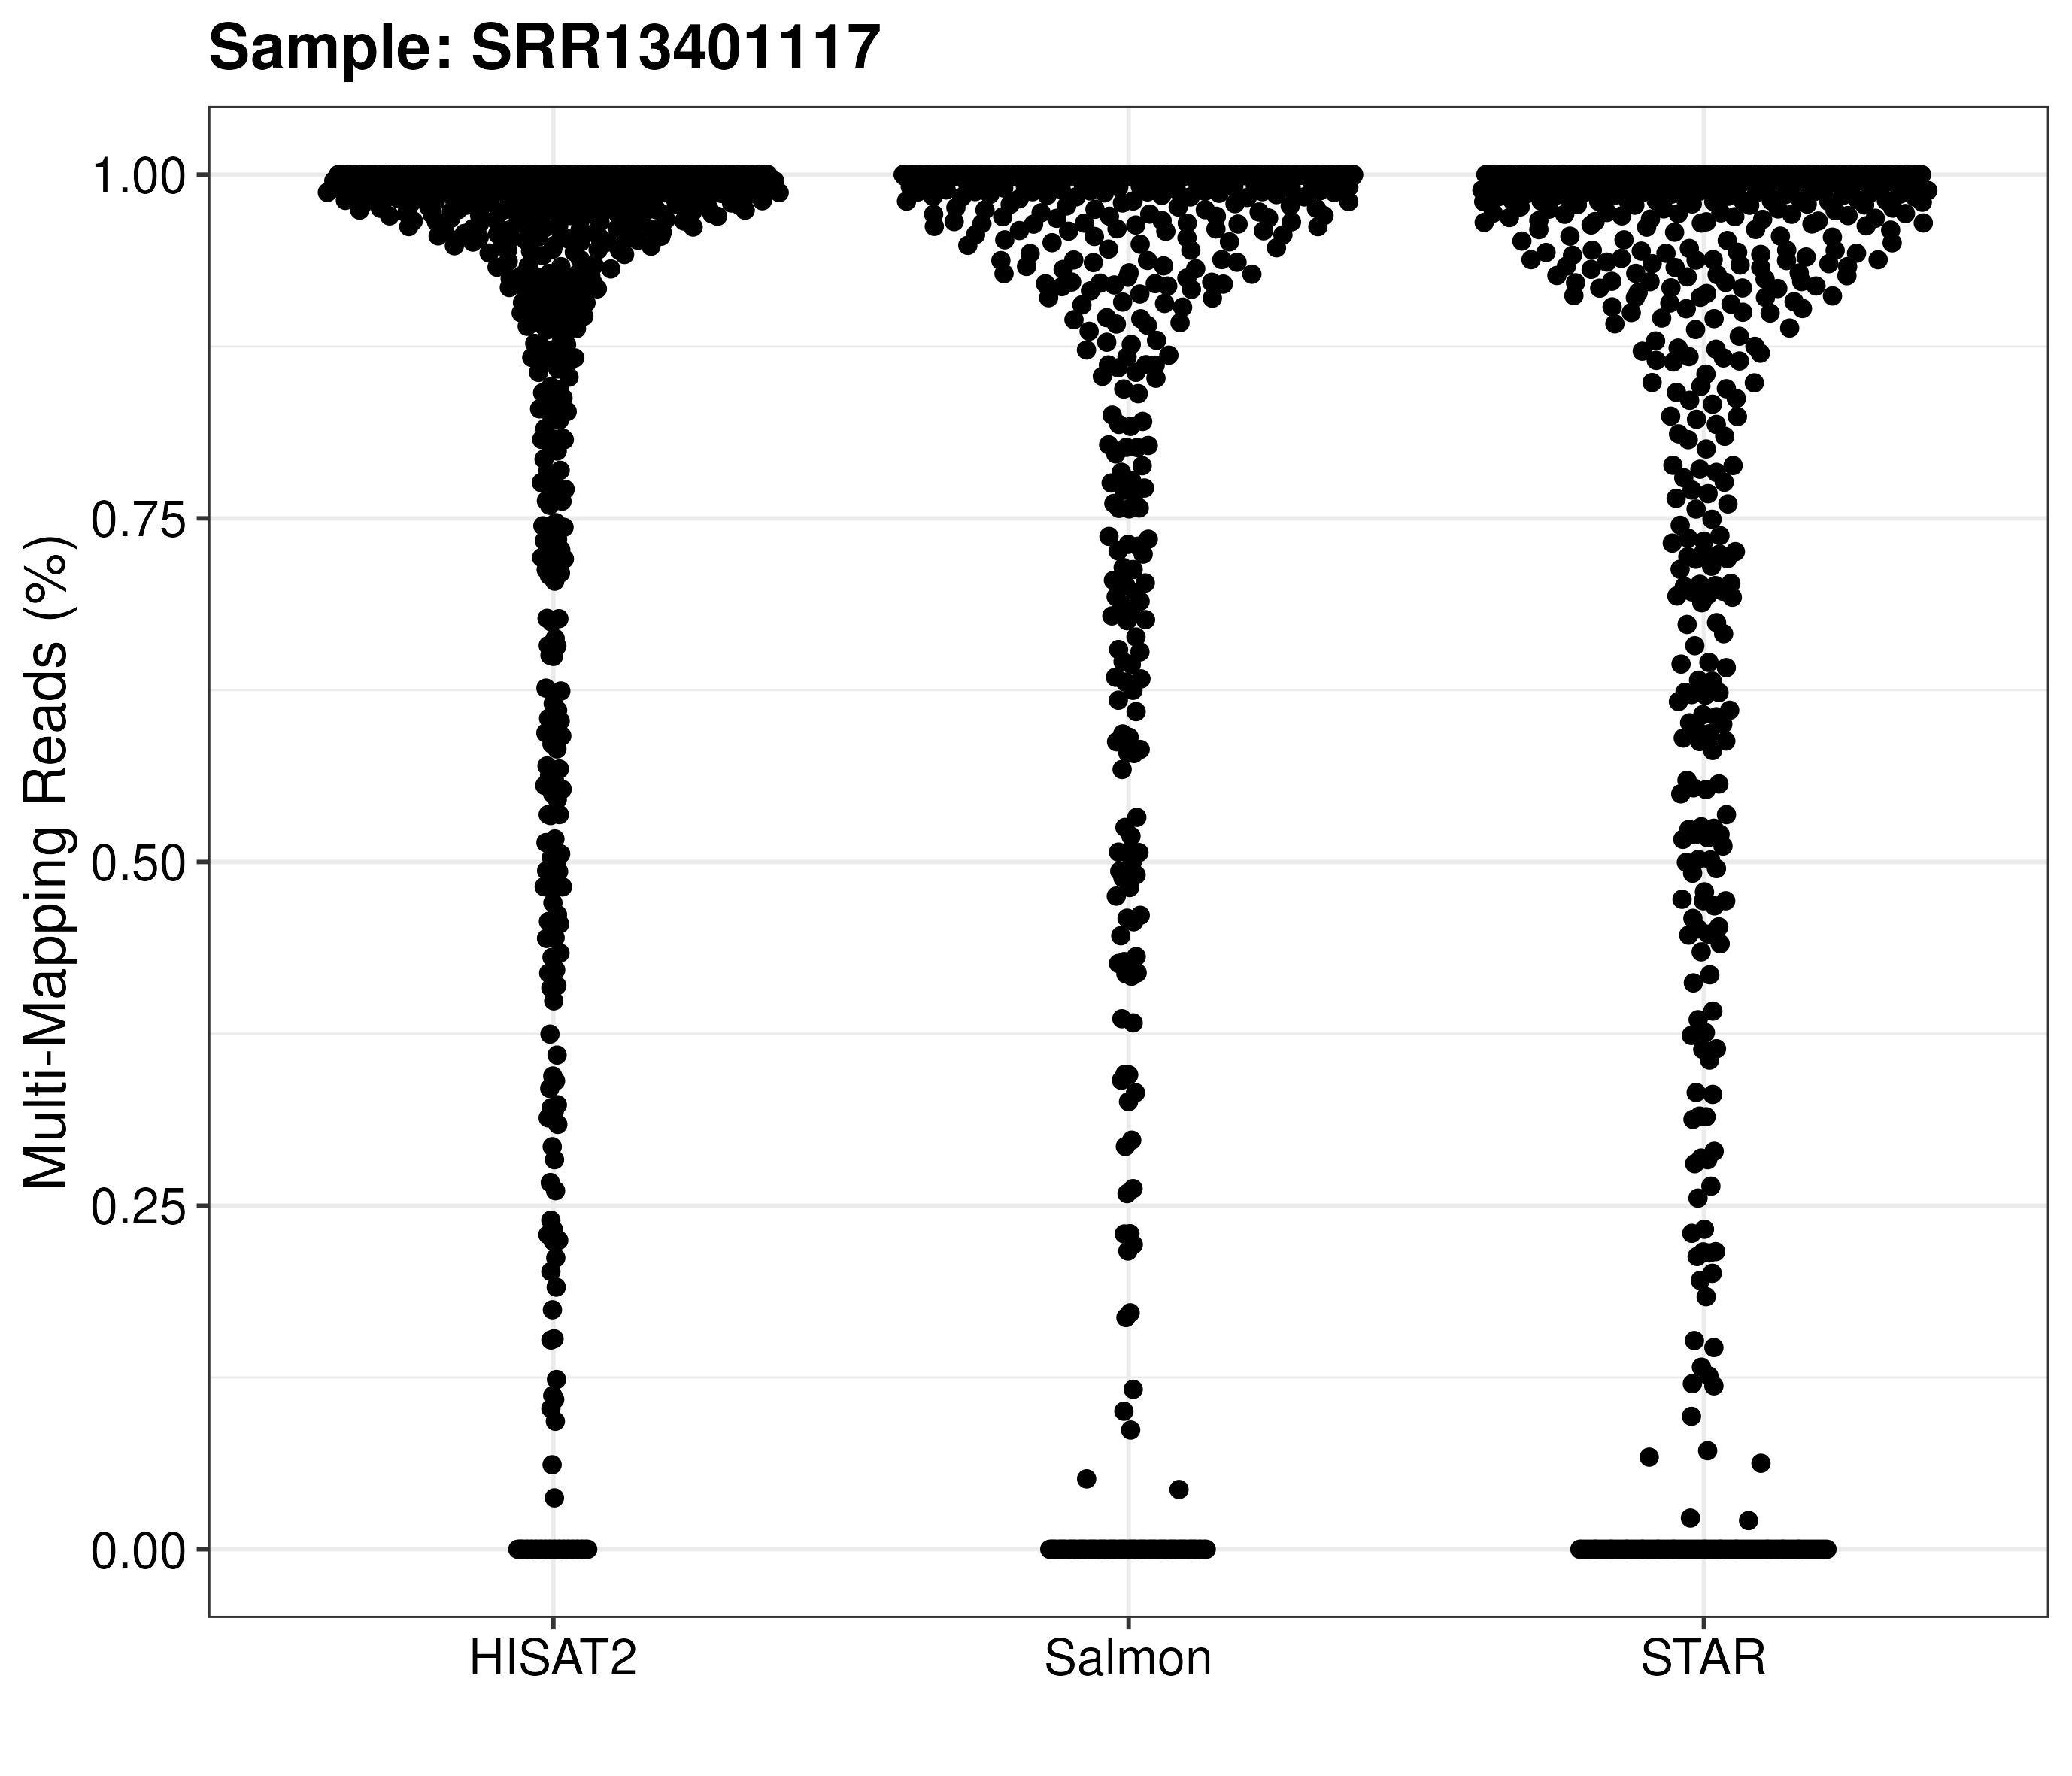 Sample: SRR13401117
Multi-Mapping Reads (%)
1.00
0.75
0.50
0.25
0.00
HISAT2
Salmon
STAR